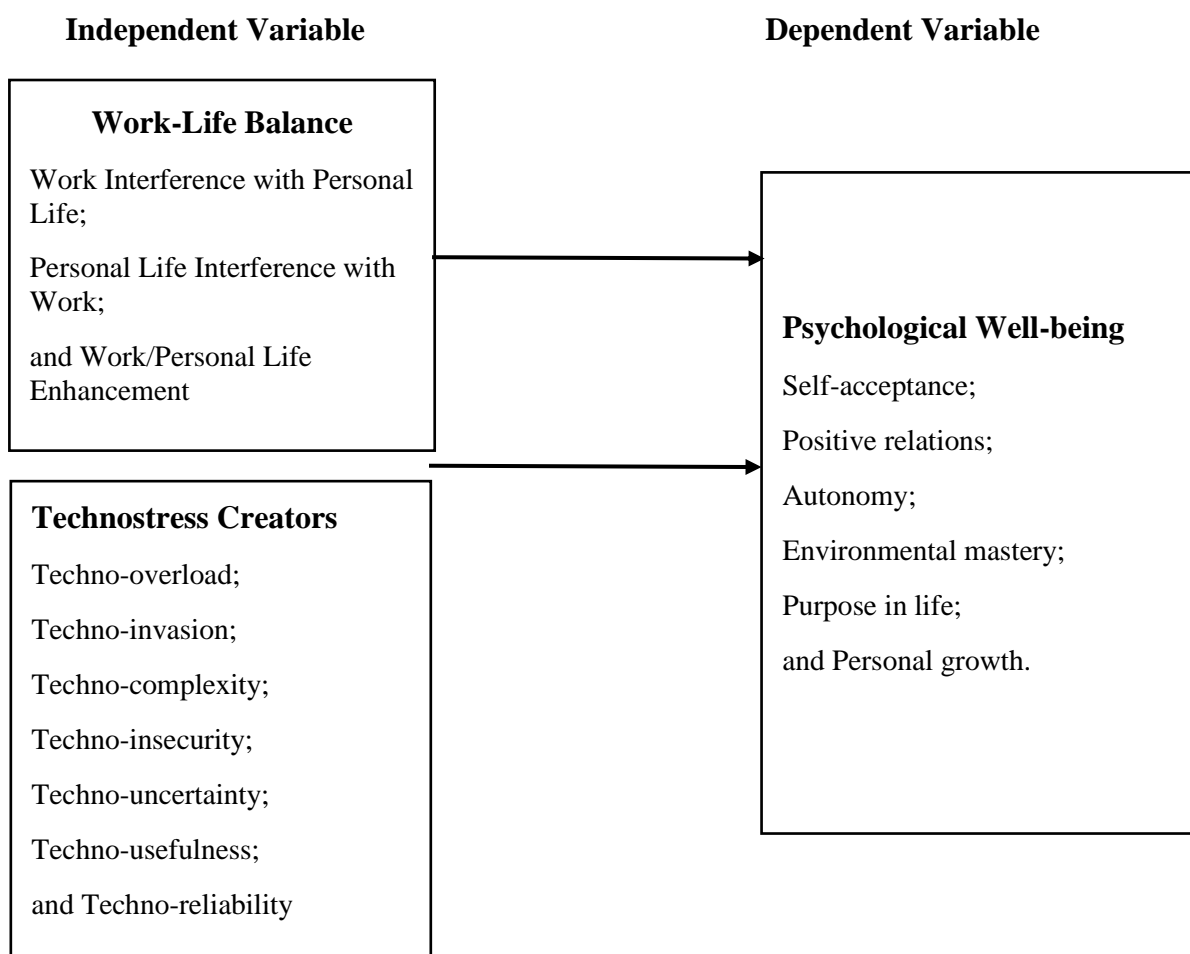 Independent Variable
Dependent Variable
Work-Life Balance
Work Interference with Personal
Life;
Personal Life Interference with
Work;
and Work/Personal Life
Enhancement
Technostress Creators
Techno-overload;
Techno-invasion;
Techno-complexity;
Techno-insecurity;
Techno-uncertainty;
Techno-usefulness;
and Techno-reliability
Psychological Well-being
Self-acceptance;
Positive relations;
Autonomy;
Environmental mastery;
Purpose in life;
and Personal growth.